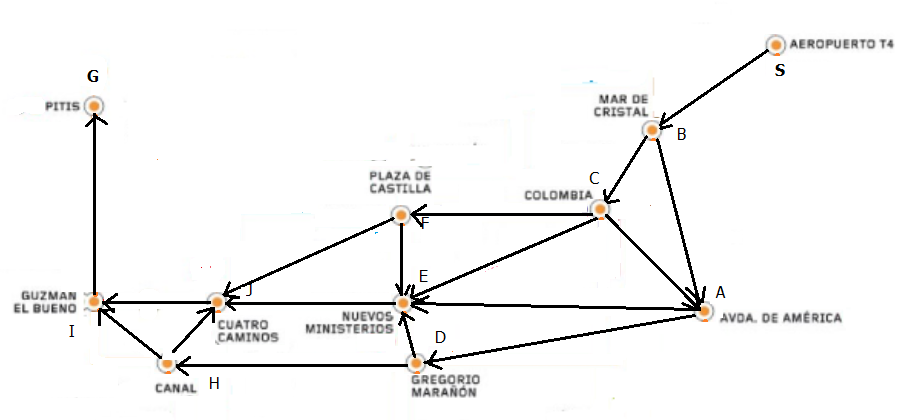 AEROPUERTO T4
S
G
PITIS
MAR DE
CRISTAL
B
PLAZA DE
CASTILLA
C
COLOMBIA
F
E
J
A
GUZMAN
EL BUENO
I
CUATRO
CAMINOS
NUEVOS
MINISTERIOS
AVDA. DE AMÉRICA
D
CANAL
H
GREGORIO
MARAÑÓN